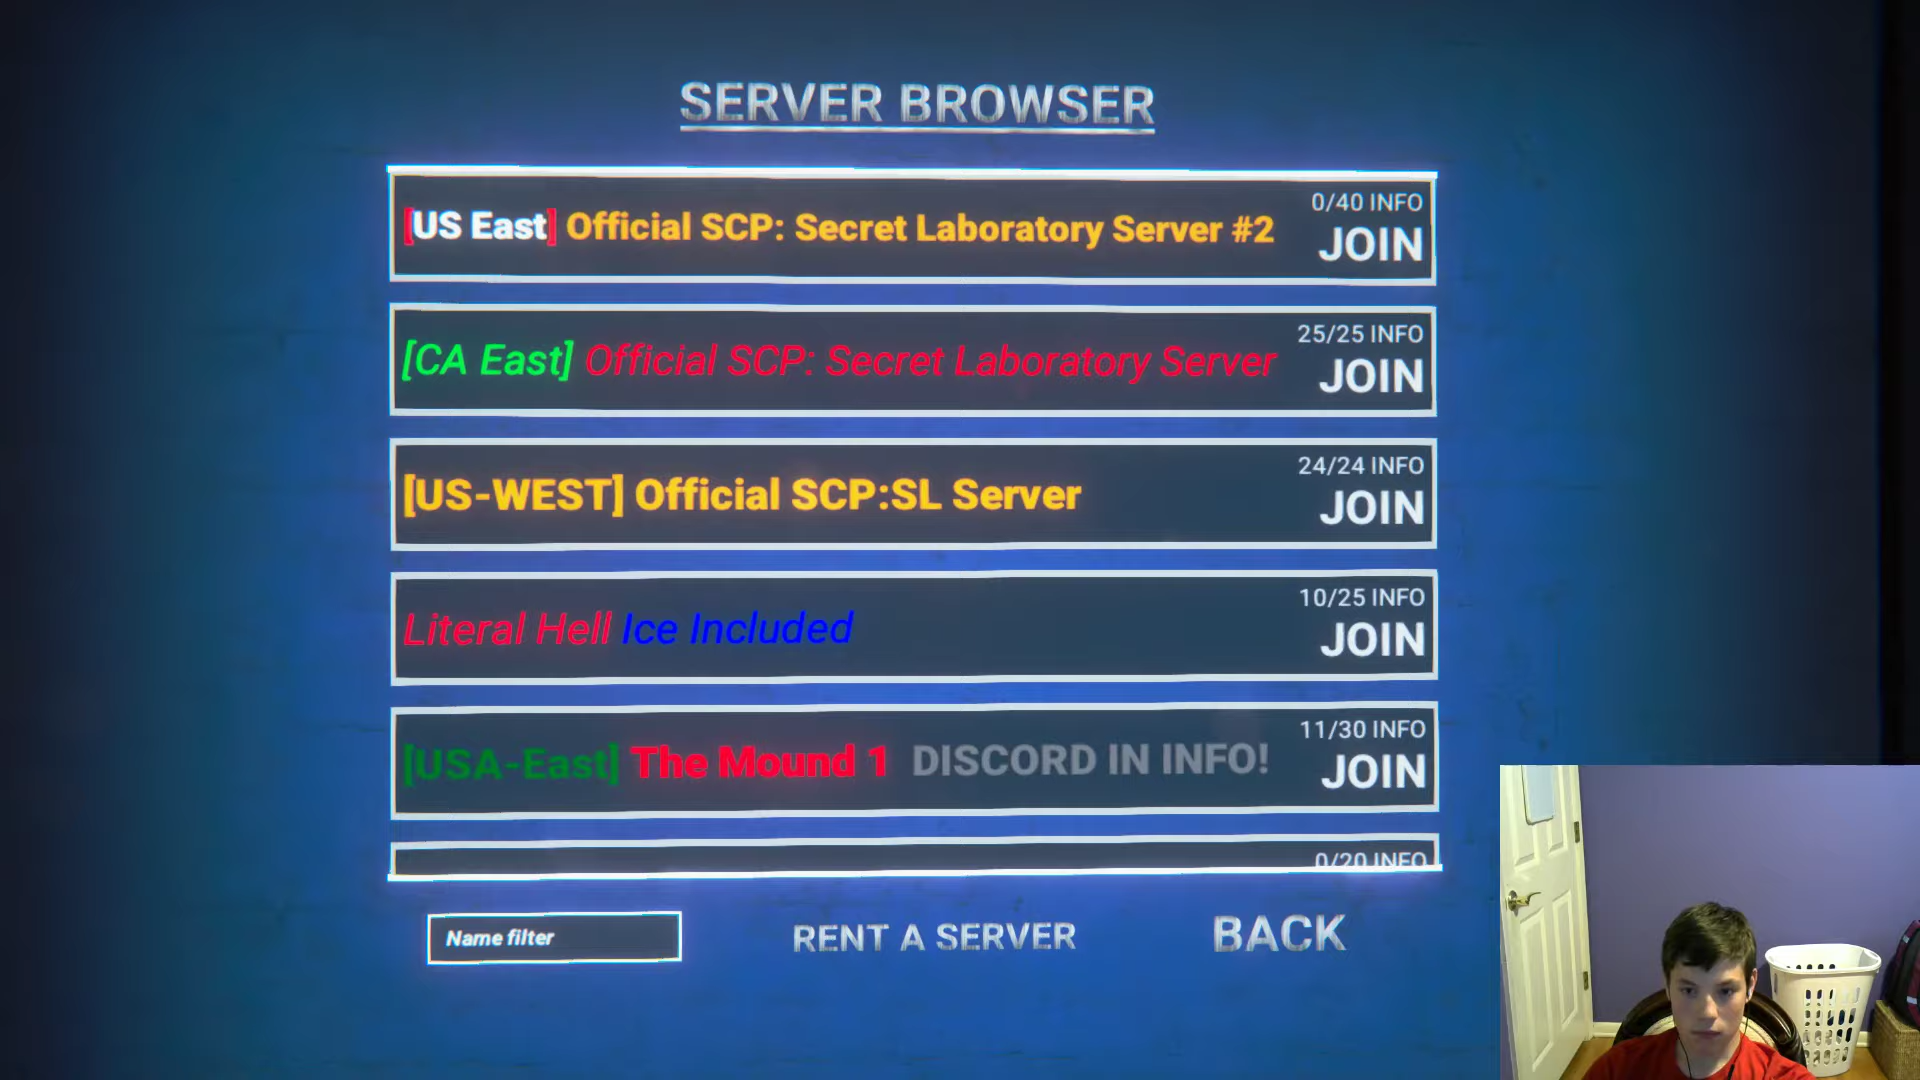 SERVER BROWSER
[US East] Official SCP: Secret Laboratory Server #2
0/40 INFO
JOIN
[CA East] Official SCP: Secret Laboratory Server
25/25 INFO
JOIN
[US-WEST] Official SCP:SL Server
24/24 INFO
JOIN
Literal Hell Ice Included
10/25 INFO
JOIN
[USA-East] The Mound 1 DISCORD IN INFO!
11/30 INFO
JOIN
0/20 INFO
Name filter
RENT A SERVER
BACK